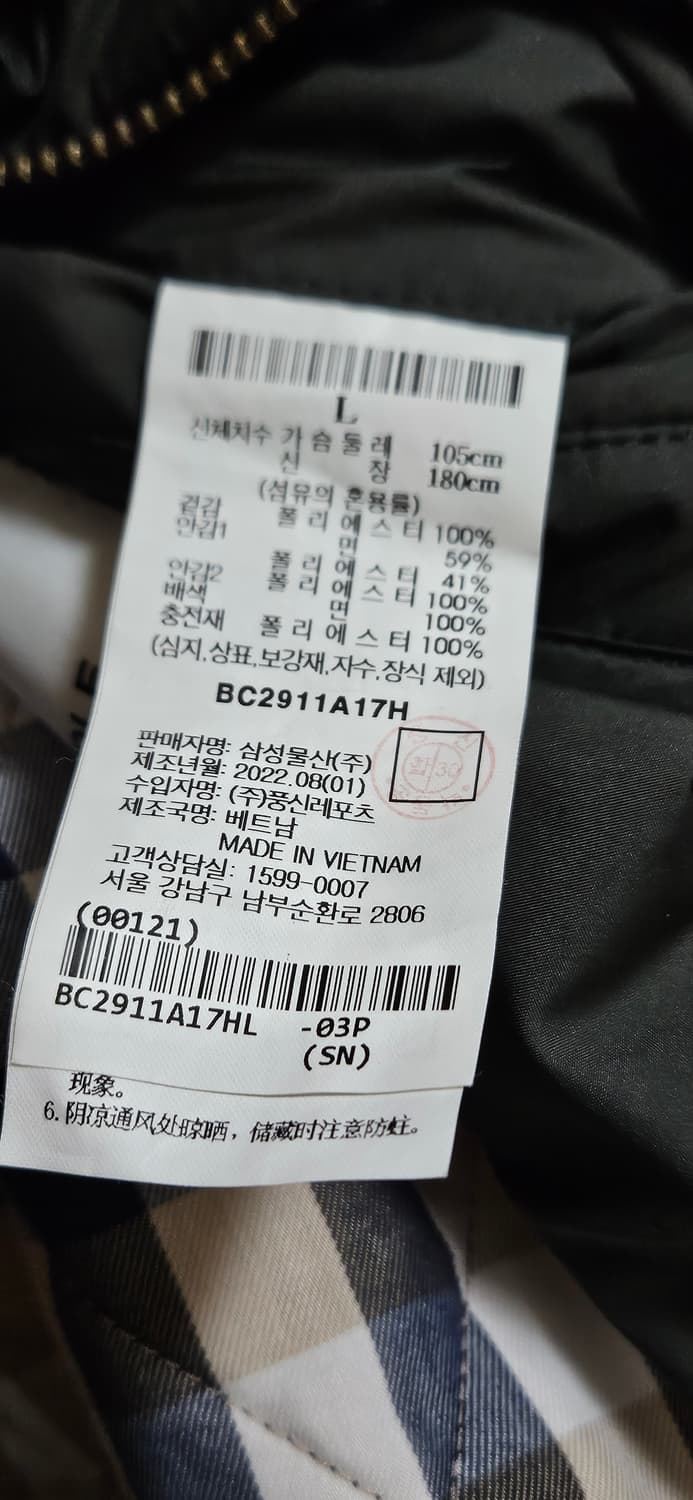 L
신체치수 가슴둘레 105cm
신장 180cm
(섬유의 혼용률)
겉감 폴리에스터 100%
안감1 면 59%
폴리에스터 41%
안감2 폴리에스터 100%
배색 면 100%
충전재 폴리에스터 100%
(심지,상표,보강재,자수,장식 제외)
BC2911A17H
판매자명: 삼성물산(주)
제조년월: 2022.08(01)
수입자명: (주)풍신레포츠
제조국명: 베트남
MADE IN VIETNAM
고객상담실: 1599-0007
서울 강남구 남부순환로 2806
(00121)
BC2911A17HL -03P
(SN)
现象。
6.阴凉通风处晾晒，储藏时注意防蛀。